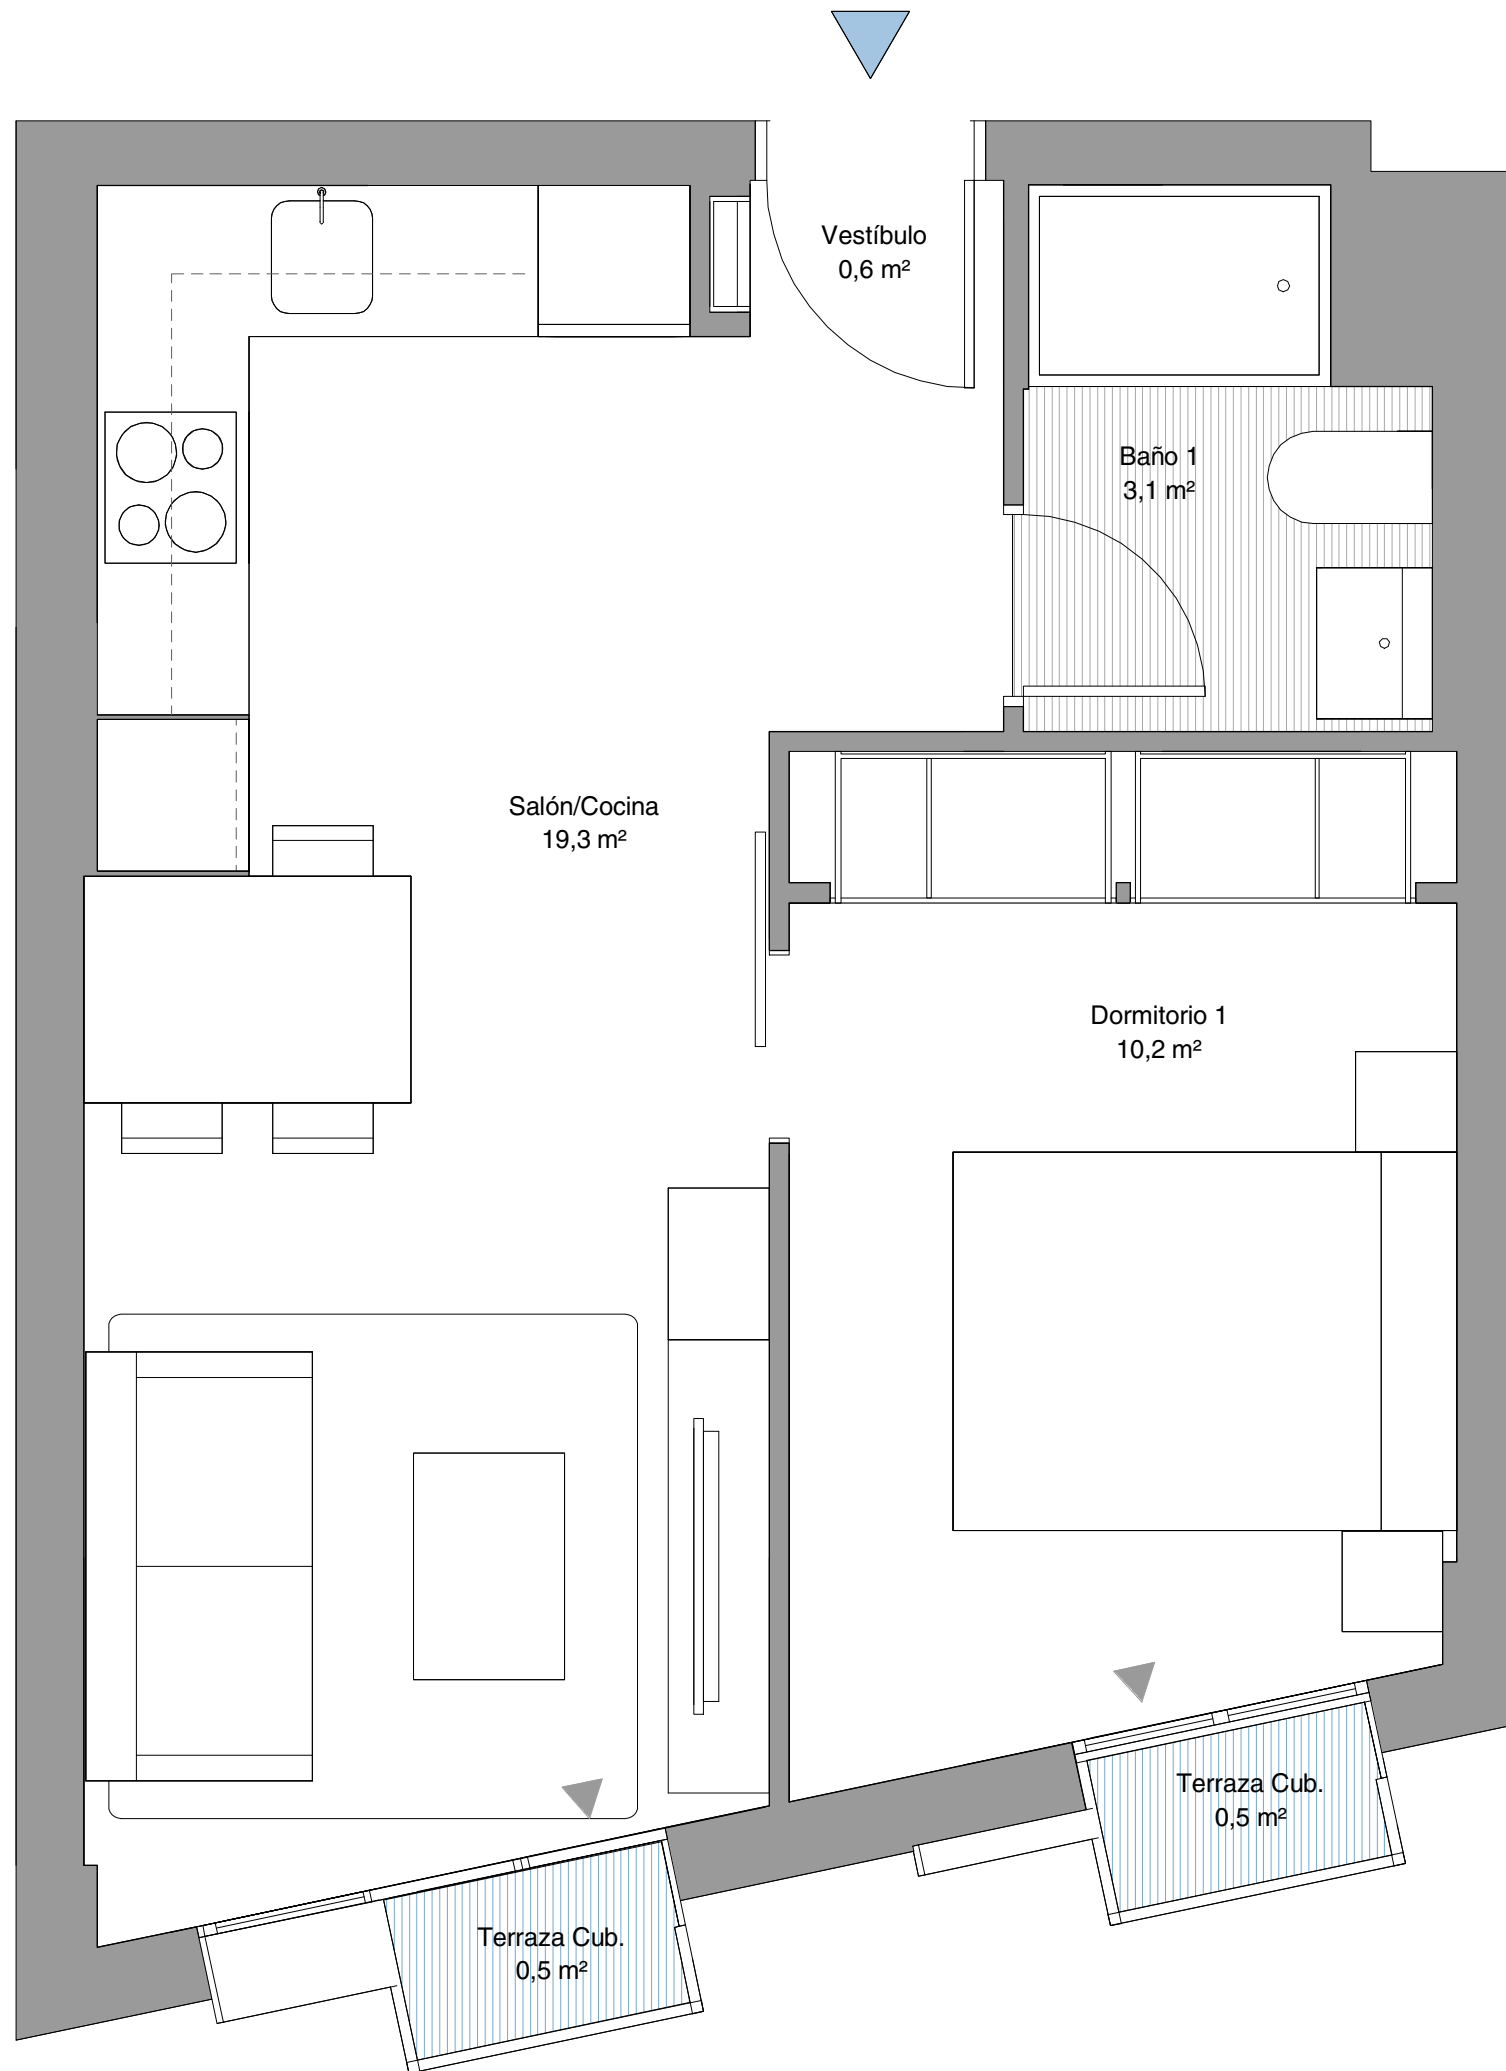 Vestíbulo
0,6 m²
Baño 1
3,1 m²
Salón/Cocina
19,3 m²
Dormitorio 1
10,2 m²
Terraza Cub.
0,5 m²
Terraza Cub.
0,5 m²